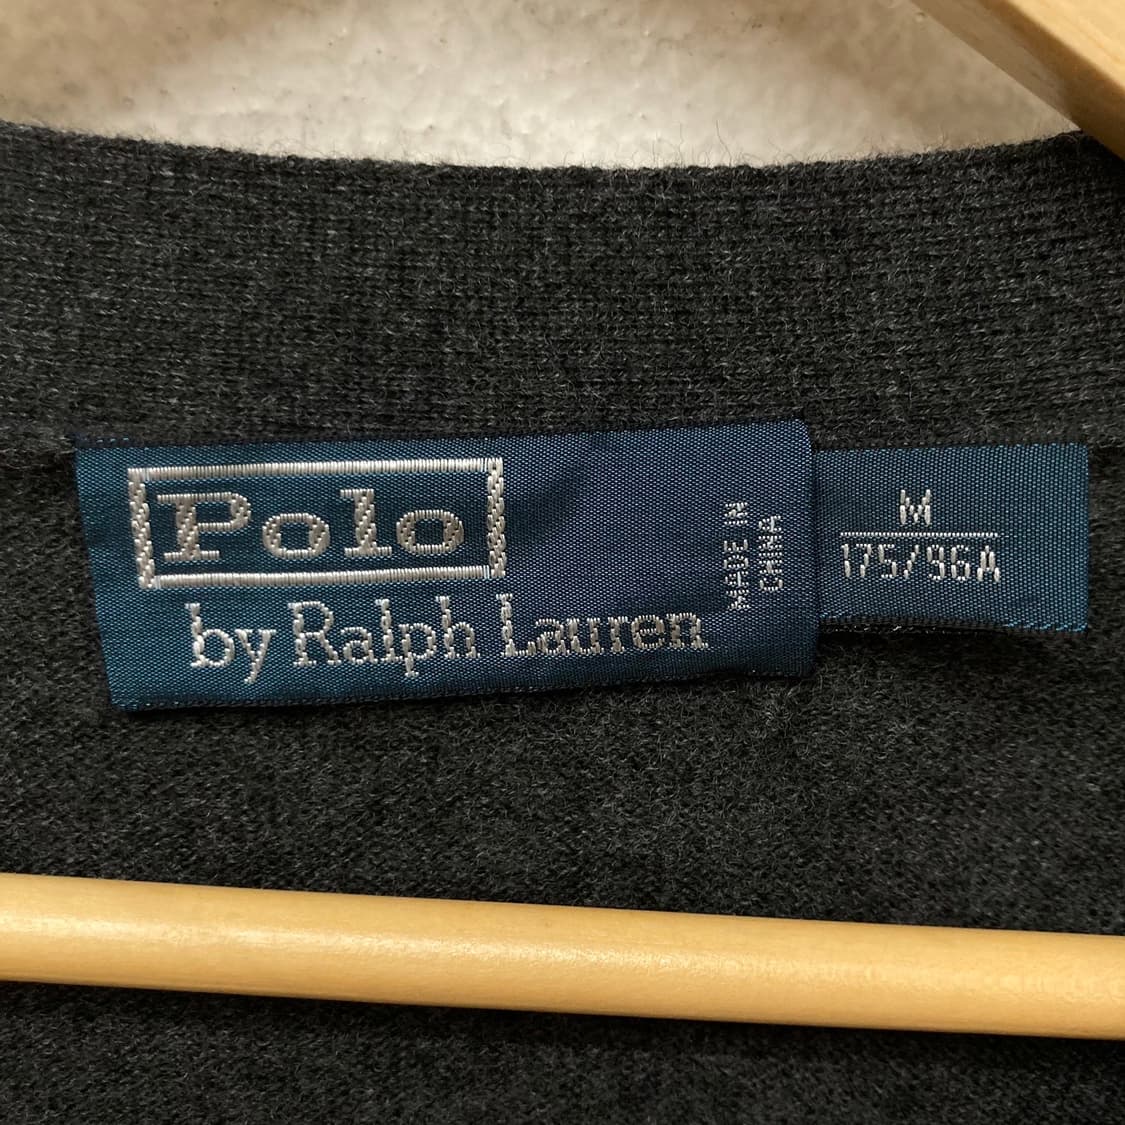 Polo
by Ralph Lauren
MADE IN
CHINA
M
175/96A